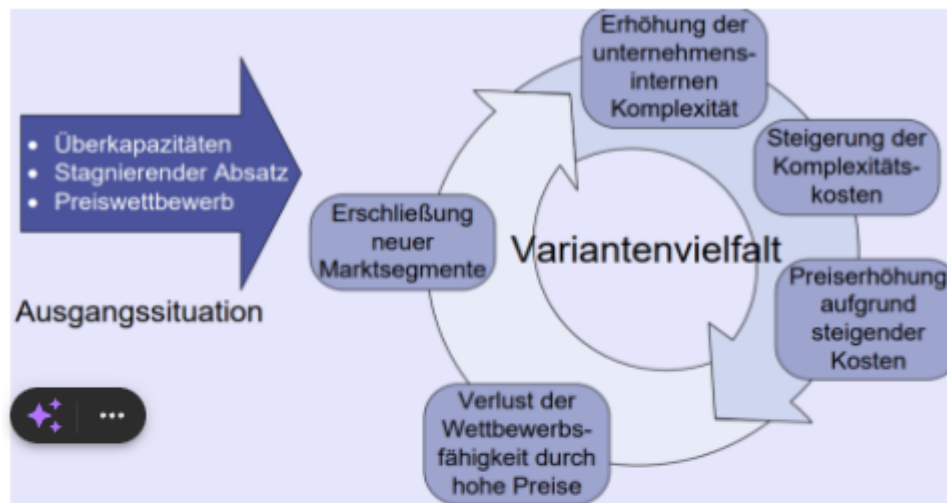 • Überkapazitäten
• Stagnierender Absatz
• Preiswettbewerb
Ausgangssituation
Erschließung
neuer
Marktsegmente
Erhöhung der
unternehmens-
internen
Komplexität
Steigerung der
Komplexitäts-
kosten
Variantenvielfalt
Preiserhöhung
aufgrund
steigender
Kosten
Verlust der
Wettbewerbs-
fähigkeit durch
hohe Preise